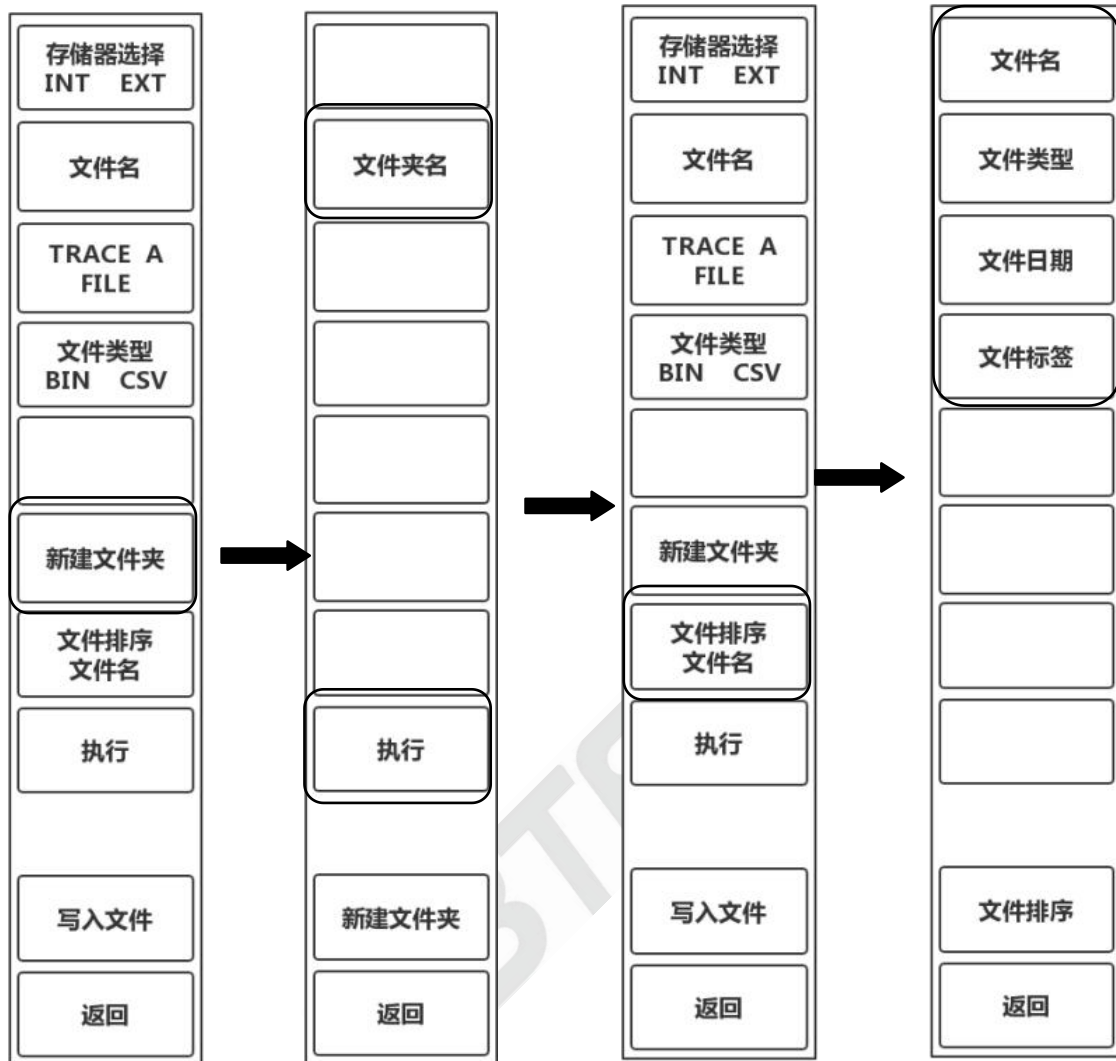 存储器选择
INT EXT
文件名
TRACE A
FILE
文件类型
BIN CSV
新建文件夹
文件排序
文件名
执行
写入文件
返回
文件夹名
执行
新建文件夹
返回
存储器选择
INT EXT
文件名
TRACE A
FILE
文件类型
BIN CSV
新建文件夹
文件排序
文件名
执行
写入文件
返回
文件名
文件类型
文件日期
文件标签
文件排序
返回